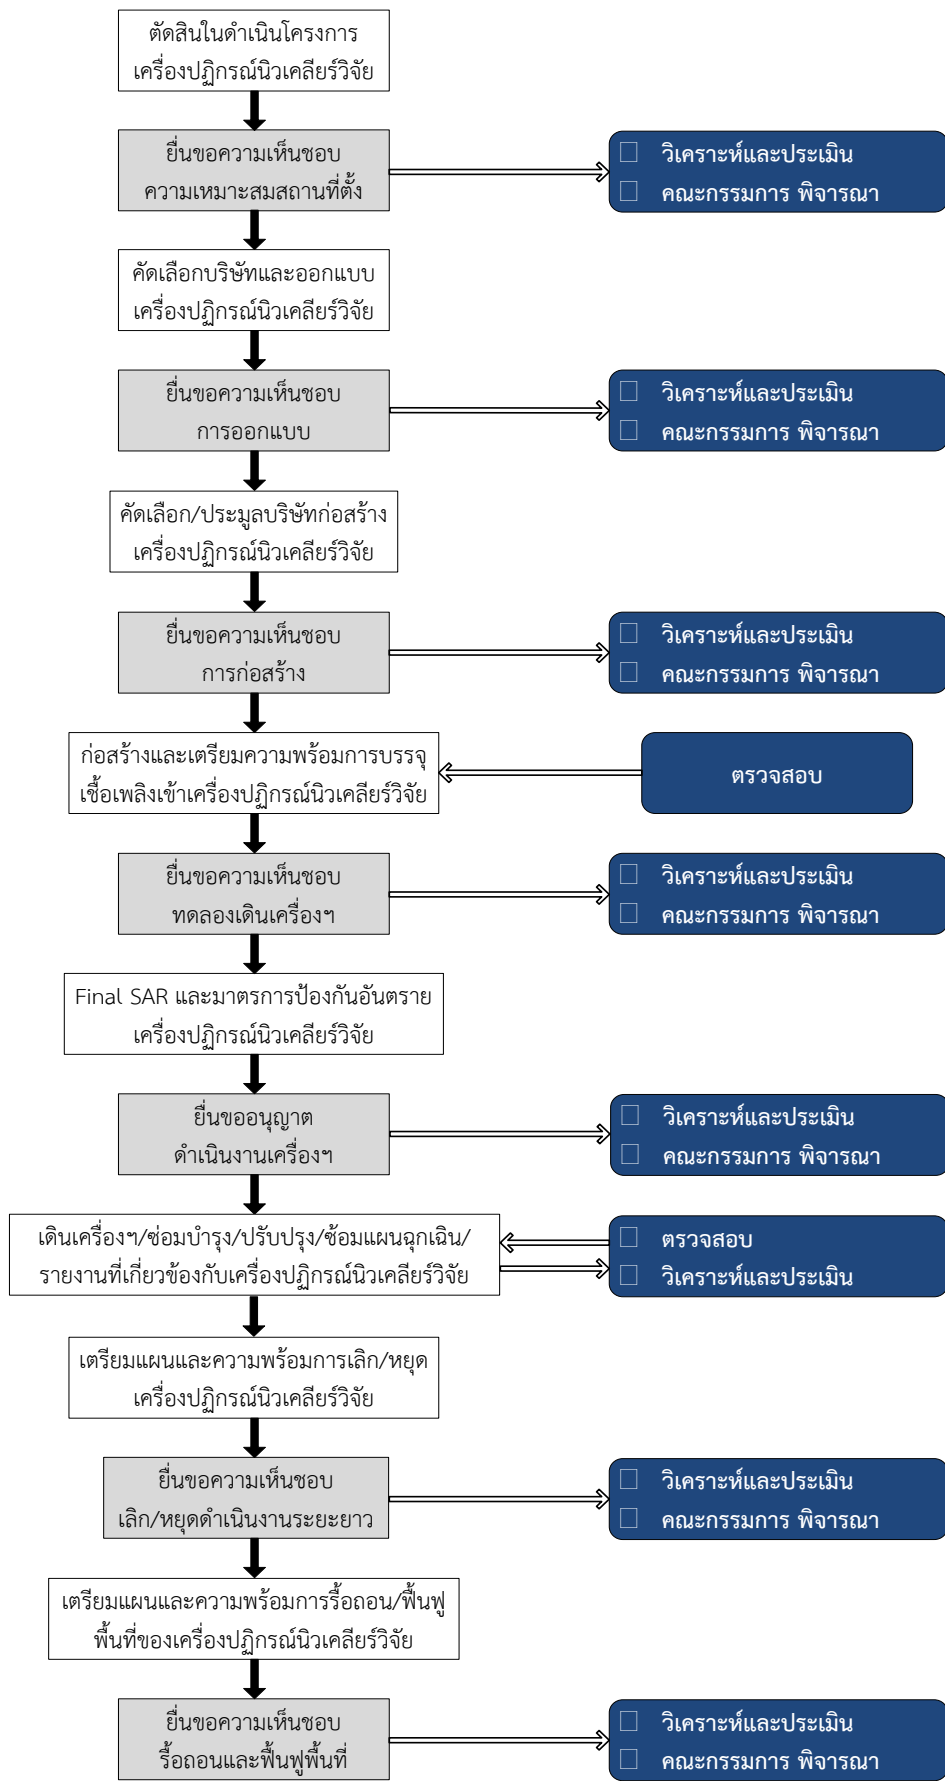 ตัดสินใจดำเนินโครงการ
เครื่องปฏิกรณ์นิวเคลียร์วิจัย
ยื่นขอความเห็นชอบ
ความเหมาะสมสถานที่ตั้ง
วิเคราะห์และประเมิน
คณะกรรมการ พิจารณา
คัดเลือกบริษัทและออกแบบ
เครื่องปฏิกรณ์นิวเคลียร์วิจัย
ยื่นขอความเห็นชอบ
การออกแบบ
วิเคราะห์และประเมิน
คณะกรรมการ พิจารณา
คัดเลือก/ประมูลบริษัทก่อสร้าง
เครื่องปฏิกรณ์นิวเคลียร์วิจัย
ยื่นขอความเห็นชอบ
การก่อสร้าง
วิเคราะห์และประเมิน
คณะกรรมการ พิจารณา
ก่อสร้างและเตรียมความพร้อมการบรรจุ
เชื้อเพลิงเข้าเครื่องปฏิกรณ์นิวเคลียร์วิจัย
ตรวจสอบ
ยื่นขอความเห็นชอบ
ทดลองเดินเครื่องฯ
วิเคราะห์และประเมิน
คณะกรรมการ พิจารณา
Final SAR และมาตรการป้องกันอันตราย
เครื่องปฏิกรณ์นิวเคลียร์วิจัย
ยื่นขออนุญาต
ดำเนินงานเครื่องฯ
วิเคราะห์และประเมิน
คณะกรรมการ พิจารณา
เดินเครื่องฯ/ซ่อมบำรุง/ปรับปรุง/ซ้อมแผนฉุกเฉิน/
รายงานที่เกี่ยวข้องกับเครื่องปฏิกรณ์นิวเคลียร์วิจัย
ตรวจสอบ
วิเคราะห์และประเมิน
เตรียมแผนและความพร้อมการเลิก/หยุด
เครื่องปฏิกรณ์นิวเคลียร์วิจัย
ยื่นขอความเห็นชอบ
เลิก/หยุดดำเนินงานระยะยาว
วิเคราะห์และประเมิน
คณะกรรมการ พิจารณา
เตรียมแผนและความพร้อมการรื้อถอน/ฟื้นฟู
พื้นที่ของเครื่องปฏิกรณ์นิวเคลียร์วิจัย
ยื่นขอความเห็นชอบ
รื้อถอนและฟื้นฟูพื้นที่
วิเคราะห์และประเมิน
คณะกรรมการ พิจารณา